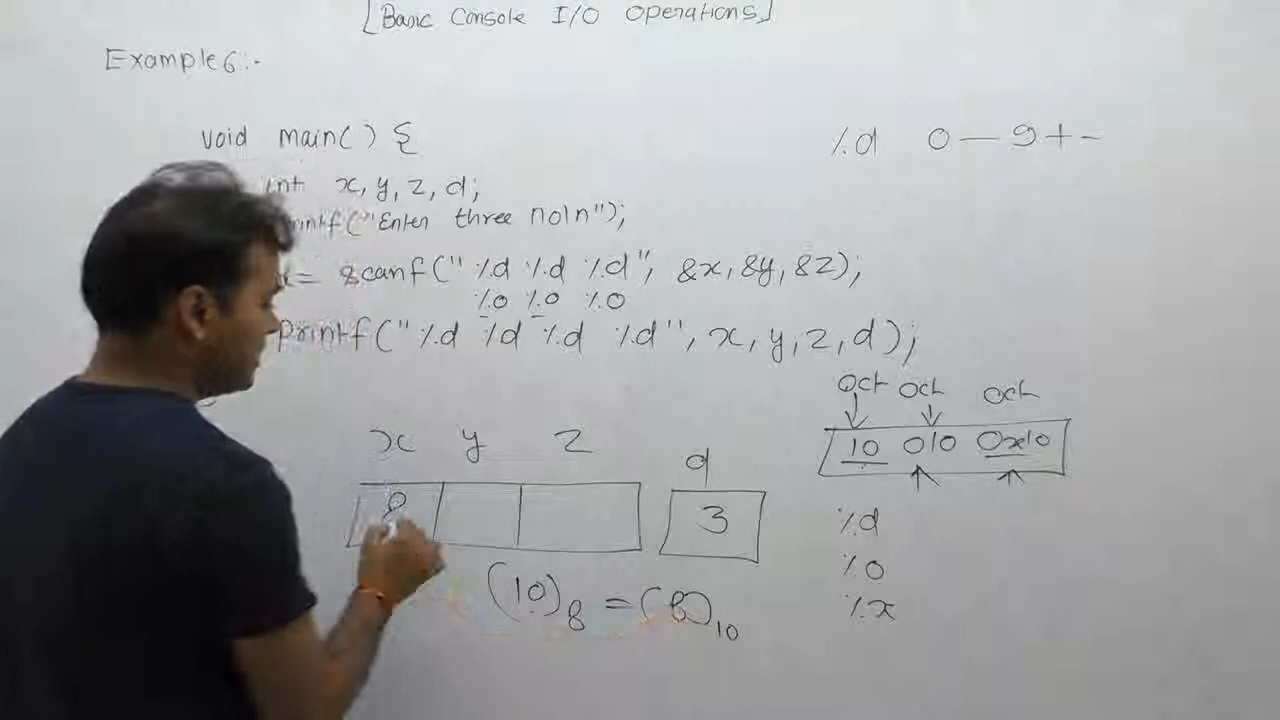 [Basic Console I/O Operations]
Example 6:-
void main() {
int x, y, z, d;
printf("Enter three no\n");
= scanf(" %d %d %d", &x, &y, &z);
%o %o %o
printf("%d %d %d %d", x, y, z, d);
%d 0 — 9 + -
Oct Oct Oct
10 010 0x10
x y z d
8 3
%d
%o
%x
(10)8 = (8)10